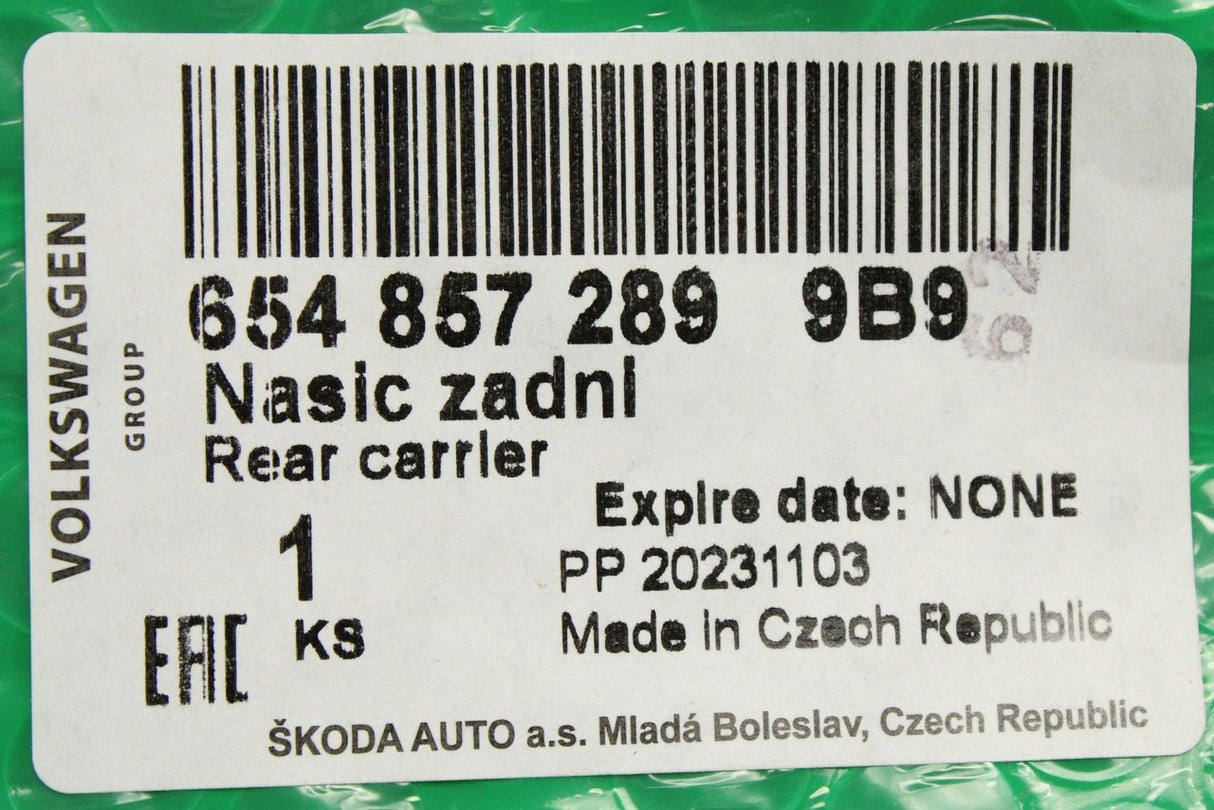 VOLKSWAGEN
GROUP
654 857 289 9B9
62
Nasic zadni
Rear carrier
Expire date: NONE
1
PP 20231103
KS
Made in Czech Republic
EAC
ŠKODA AUTO a.s. Mladá Boleslav, Czech Republic